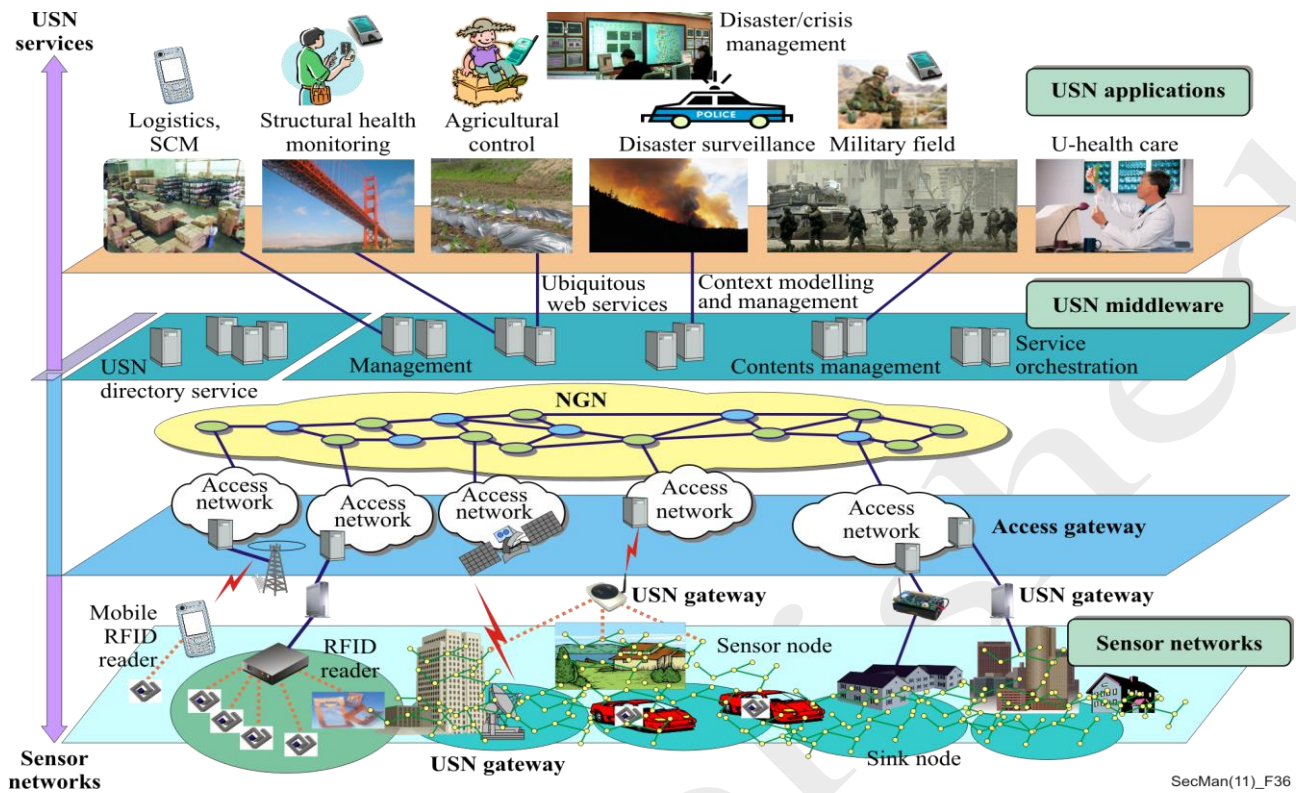 USN
services
Disaster/crisis
management
USN applications
POLICE
Logistics,
SCM
Structural health
monitoring
Agricultural
control
Disaster surveillance
Military field
U-health care
Ubiquitous
web services
Context modelling
and management
USN middleware
USN
directory service
Management
Contents management
Service
orchestration
NGN
Access
network
Access
network
Access
network
Access
network
Access
network
Access gateway
Mobile
RFID
reader
RFID
reader
USN gateway
USN gateway
Sensor node
Sensor networks
USN gateway
Sink node
Sensor
networks
SecMan(11)_F36